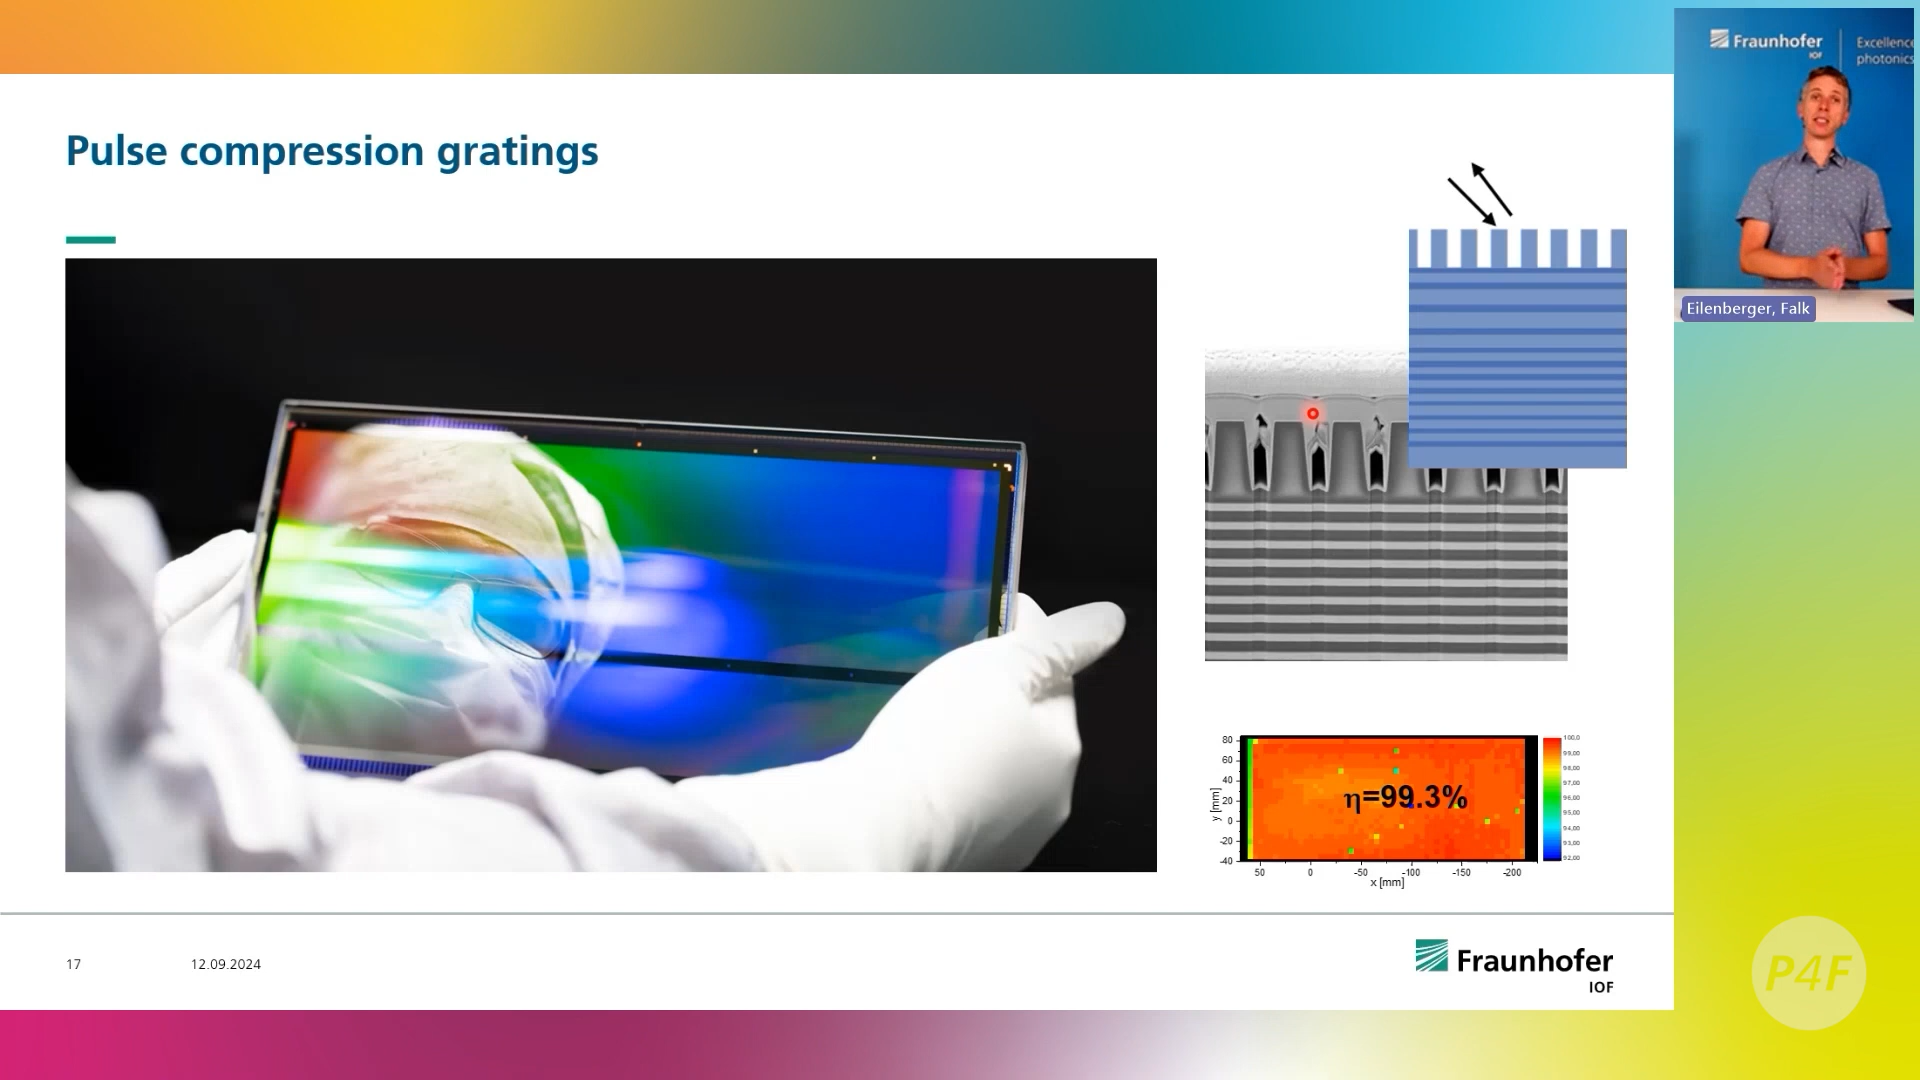 Fraunhofer
IOF
Excellence
photonics
Eilenberger, Falk
Pulse compression gratings
80
60
40
20
0
-20
-40
y [mm]
50
0
-50
-100
-150
-200
x [mm]
η=99.3%
100,0
99,00
98,00
97,00
96,00
95,00
94,00
93,00
92,00
17
12.09.2024
Fraunhofer
IOF
P4F